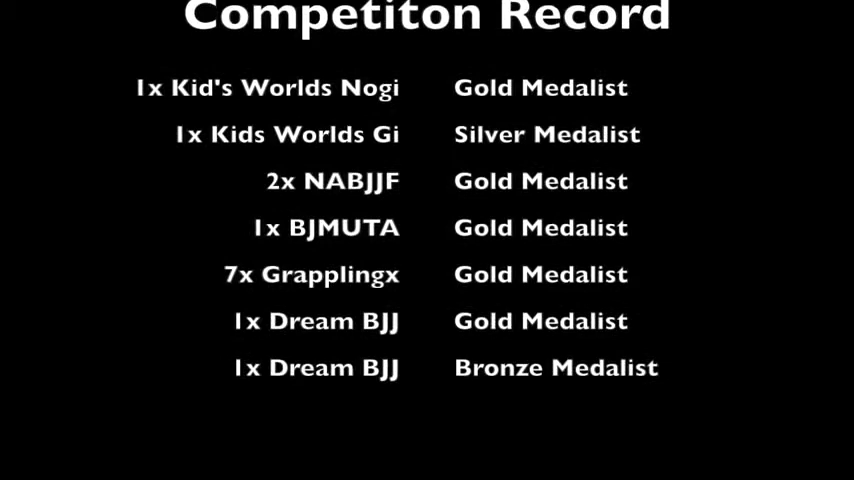 Competiton Record
1x Kid's Worlds Nogi Gold Medalist
1x Kids Worlds Gi Silver Medalist
2x NABJJF Gold Medalist
1x BJMUTA Gold Medalist
7x Grapplingx Gold Medalist
1x Dream BJJ Gold Medalist
1x Dream BJJ Bronze Medalist